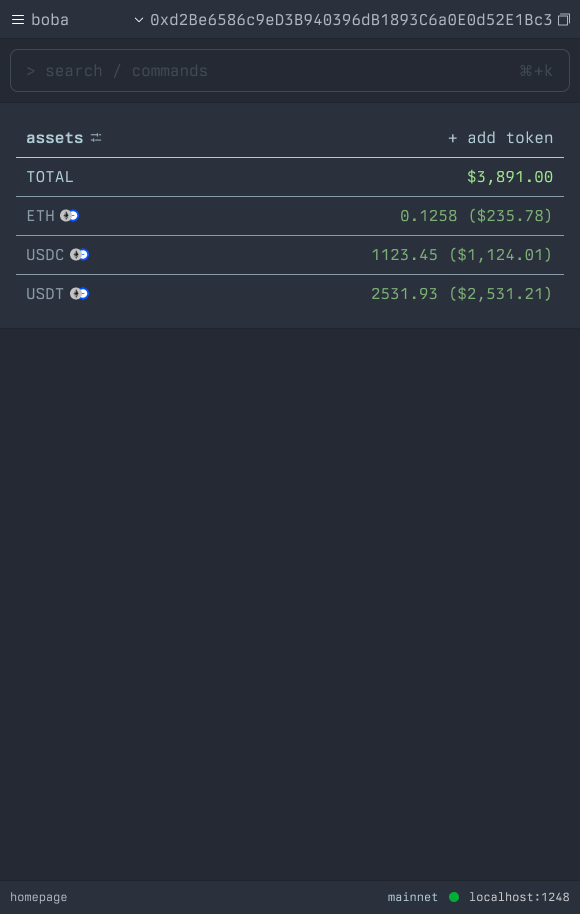 boba 0xd2Be6586c9eD3B940396dB1893C6a0E0d52E1Bc3
> search / commands ⌘+k
assets + add token
TOTAL $3,891.00
ETH 0.1258 ($235.78)
USDC 1123.45 ($1,124.01)
USDT 2531.93 ($2,531.21)
homepage mainnet localhost:1248